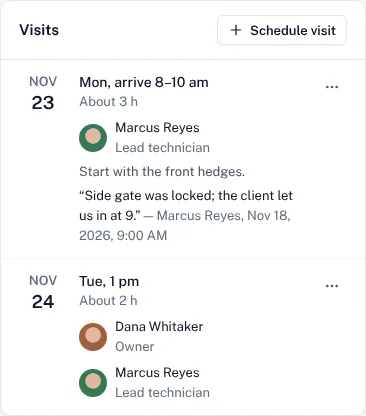 Visits
+ Schedule visit
NOV
23
Mon, arrive 8–10 am
About 3 h
Marcus Reyes
Lead technician
Start with the front hedges.
“Side gate was locked; the client let
us in at 9.” — Marcus Reyes, Nov 18,
2026, 9:00 AM
NOV
24
Tue, 1 pm
About 2 h
Dana Whitaker
Owner
Marcus Reyes
Lead technician